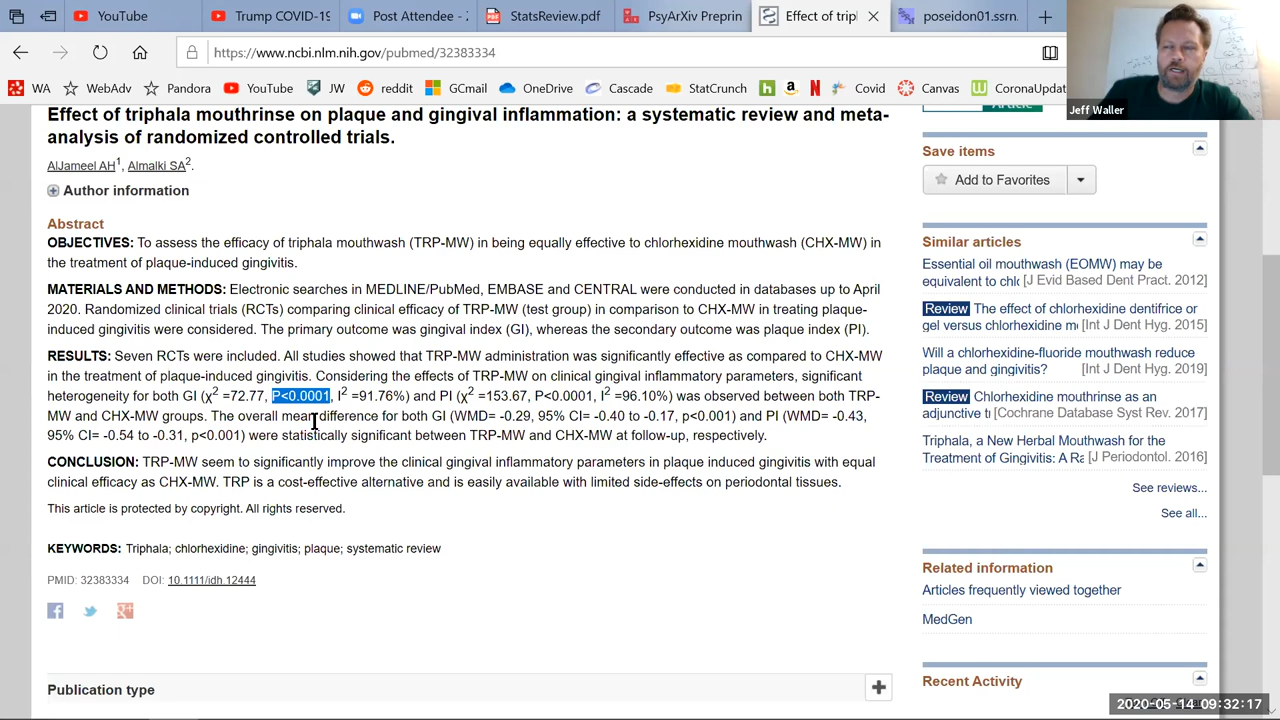 YouTube
Trump COVID-19
Post Attendee -
StatsReview.pdf
PsyArXiv Preprin
Effect of trip
poseidon01.ssrn.
https://www.ncbi.nlm.nih.gov/pubmed/32383334
WA
WebAdv
Pandora
YouTube
JW
reddit
GCmail
OneDrive
Cascade
StatCrunch
Covid
Canvas
CoronaUpdat
Jeff Waller
Effect of triphala mouthrinse on plaque and gingival inflammation: a systematic review and meta-
analysis of randomized controlled trials.
AlJameel AH1, Almalki SA2.
Author information
Abstract
OBJECTIVES: To assess the efficacy of triphala mouthwash (TRP-MW) in being equally effective to chlorhexidine mouthwash (CHX-MW) in
the treatment of plaque-induced gingivitis.
MATERIALS AND METHODS: Electronic searches in MEDLINE/PubMed, EMBASE and CENTRAL were conducted in databases up to April
2020. Randomized clinical trials (RCTs) comparing clinical efficacy of TRP-MW (test group) in comparison to CHX-MW in treating plaque-
induced gingivitis were considered. The primary outcome was gingival index (GI), whereas the secondary outcome was plaque index (PI).
RESULTS: Seven RCTs were included. All studies showed that TRP-MW administration was significantly effective as compared to CHX-MW
in the treatment of plaque-induced gingivitis. Considering the effects of TRP-MW on clinical gingival inflammatory parameters, significant
heterogeneity for both GI (χ2 =72.77, P<0.0001, I2 =91.76%) and PI (χ2 =153.67, P<0.0001, I2 =96.10%) was observed between both TRP-
MW and CHX-MW groups. The overall mean difference for both GI (WMD= -0.29, 95% CI= -0.40 to -0.17, p<0.001) and PI (WMD= -0.43,
95% CI= -0.54 to -0.31, p<0.001) were statistically significant between TRP-MW and CHX-MW at follow-up, respectively.
CONCLUSION: TRP-MW seem to significantly improve the clinical gingival inflammatory parameters in plaque induced gingivitis with equal
clinical efficacy as CHX-MW. TRP is a cost-effective alternative and is easily available with limited side-effects on periodontal tissues.
This article is protected by copyright. All rights reserved.
KEYWORDS: Triphala; chlorhexidine; gingivitis; plaque; systematic review
PMID: 32383334 DOI: 10.1111/idh.12444
Publication type
Article
Save items
Add to Favorites
Similar articles
Essential oil mouthwash (EOMW) may be
equivalent to chlo [J Evid Based Dent Pract. 2012]
Review The effect of chlorhexidine dentifrice or
gel versus chlorhexidine m [Int J Dent Hyg. 2015]
Will a chlorhexidine-fluoride mouthwash reduce
plaque and gingivitis? [Int J Dent Hyg. 2019]
Review Chlorhexidine mouthrinse as an
adjunctive t [Cochrane Database Syst Rev. 2017]
Triphala, a New Herbal Mouthwash for the
Treatment of Gingivitis: A Ra [J Periodontol. 2016]
See reviews...
See all...
Related information
Articles frequently viewed together
MedGen
Recent Activity
2020-05-14 09:32:17